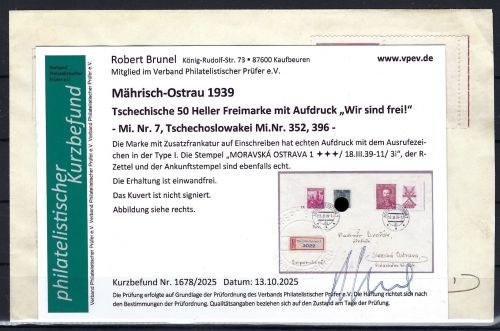 Verband
Philatelistischer
Prüfer e.V.
philatelistischer
Kurzbefund
Robert Brunel König-Rudolf-Str. 73 • 87600 Kaufbeuren
www.vpev.de
Mitglied im Verband Philatelistischer Prüfer e.V.
Mährisch-Ostrau 1939
Tschechische 50 Heller Freimarke mit Aufdruck „Wir sind frei!“
- Mi. Nr. 7, Tschechoslowakei Mi.Nr. 352, 396 -
Die Marke mit Zusatzfrankatur auf Einschreiben hat echten Aufdruck mit dem Ausrufezei-
chen in der Type I. Die Stempel „MORAVSKÁ OSTRAVA 1 ✦✦✦/ 18.III.39-11/ 3i“, der R-
Zettel und der Ankunftstempel sind ebenfalls echt.
Die Erhaltung ist einwandfrei.
Das Kuvert ist nicht signiert.
Abbildung siehe rechts.
Kurzbefund Nr. 1678/2025 Datum: 13.10.2025
Die Prüfung erfolgte auf Grundlage der Prüfordnung des Verbands Philatelistischer Prüfer e.V. Die Haftung richtet sich nach
den Bestimmungen der Prüfordnung. Qualitätsangaben beziehen sich auf den Zustand am Tage der Prüfung.